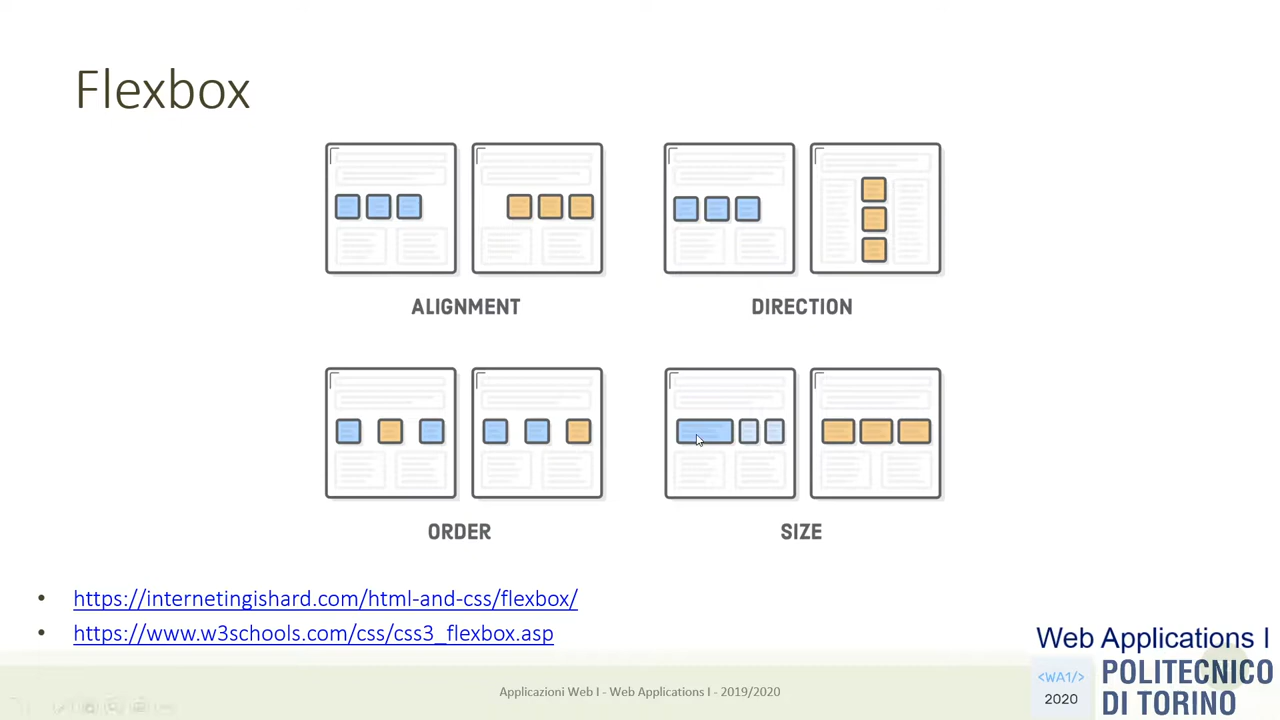 Flexbox
ALIGNMENT
DIRECTION
ORDER
SIZE
https://internetingishard.com/html-and-css/flexbox/
https://www.w3schools.com/css/css3_flexbox.asp
Applicazioni Web I - Web Applications I - 2019/2020
Web Applications I
<WA1/>
2020
POLITECNICO
DI TORINO